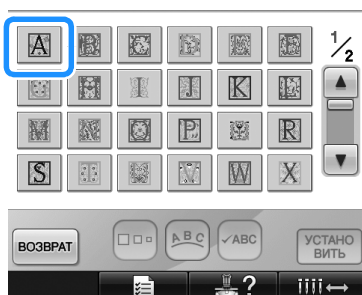 A B C E F 1/2
H I J K L
M N O P Q R
S T U V W X
ВОЗВРАТ ABC ✓ABC УСТАНО
ВИТЬ
?